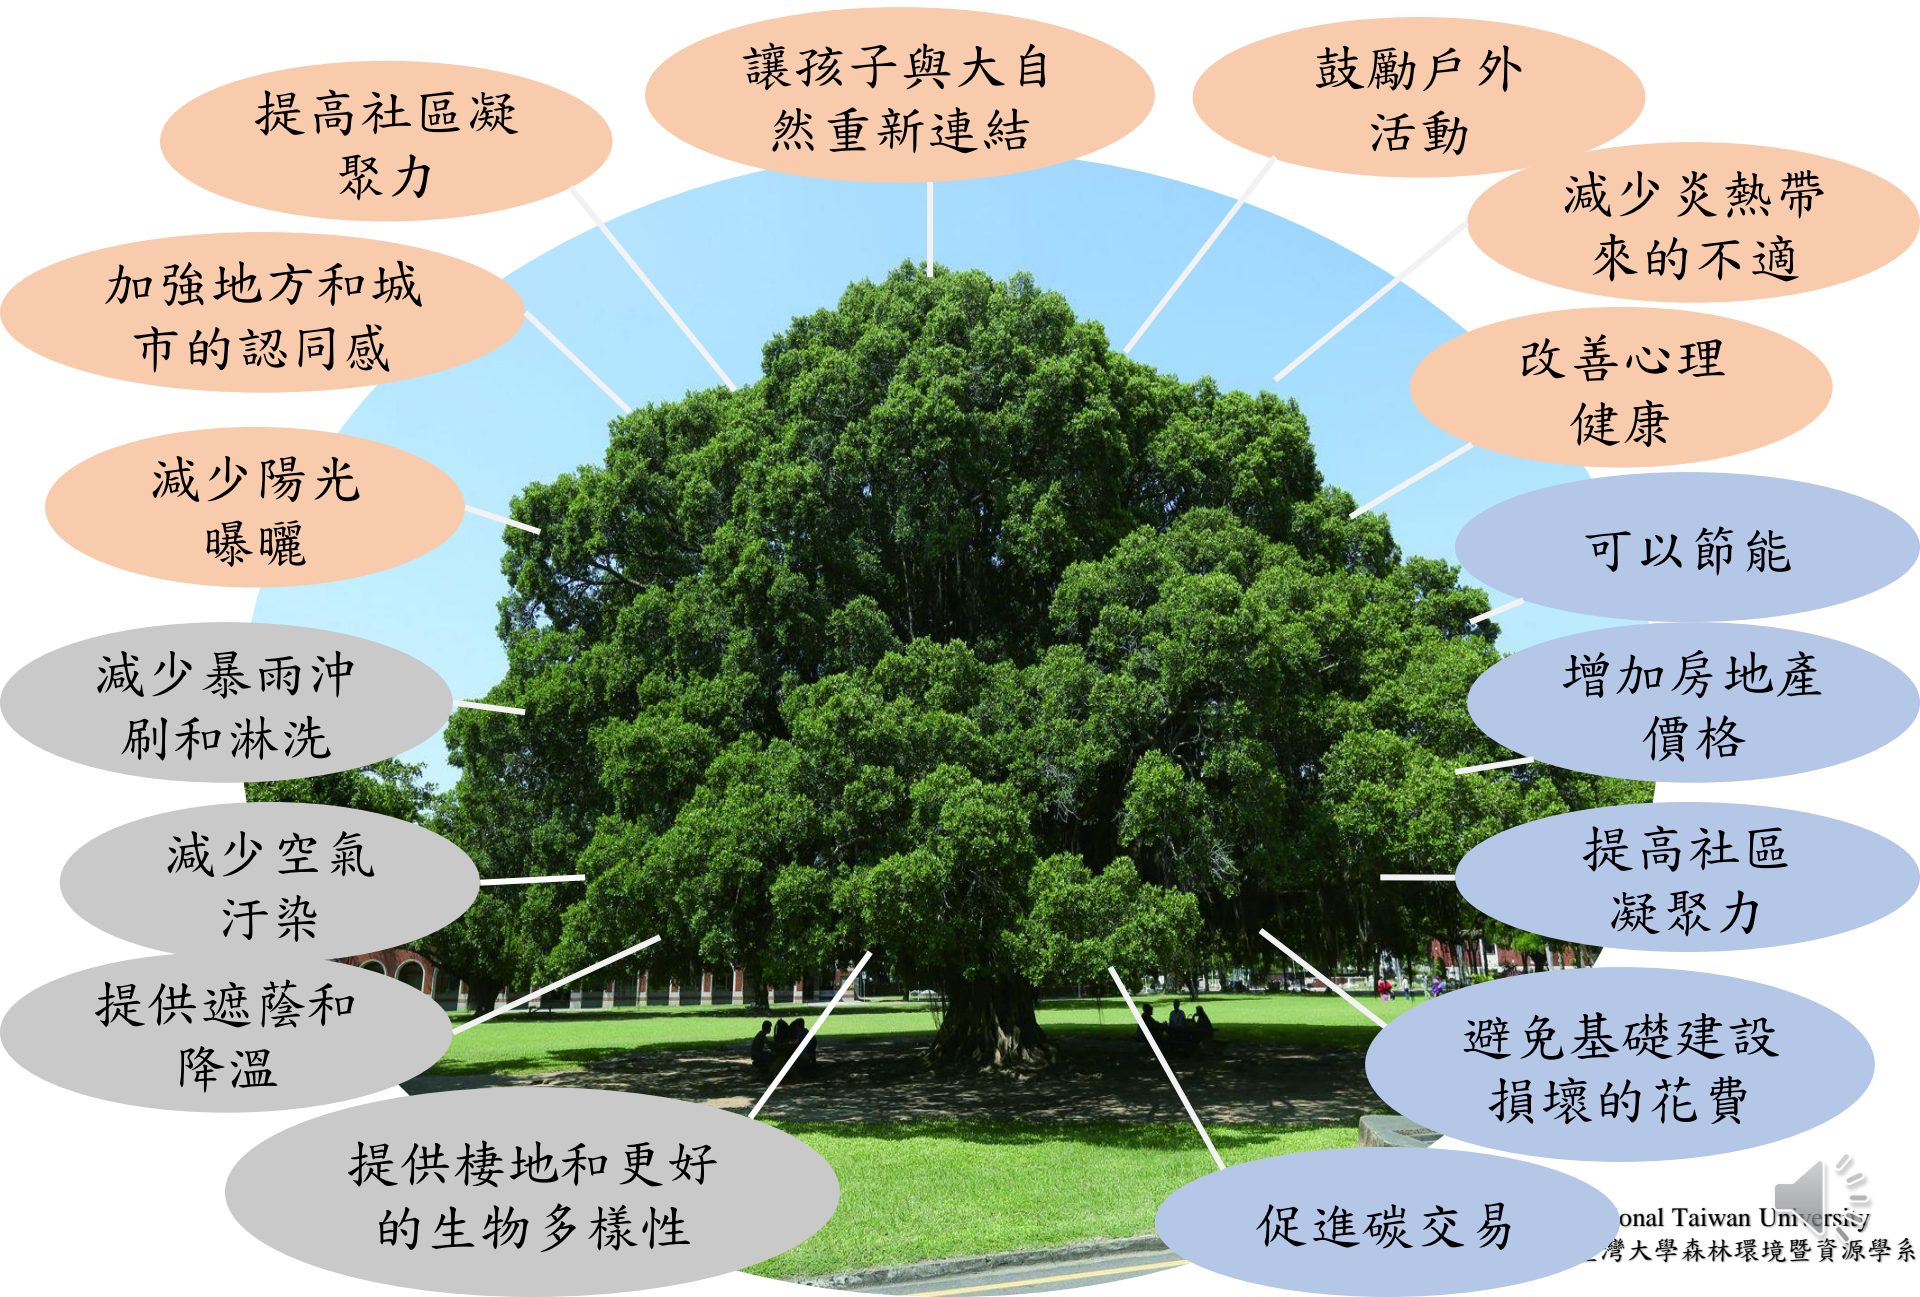 讓孩子與大自
然重新連結
鼓勵戶外
活動
提高社區凝
聚力
減少炎熱帶
來的不適
加強地方和城
市的認同感
改善心理
健康
減少陽光
曝曬
可以節能
減少暴雨沖
刷和淋洗
增加房地產
價格
減少空氣
汙染
提高社區
凝聚力
提供遮蔭和
降溫
避免基礎建設
損壞的花費
提供棲地和更好
的生物多樣性
促進碳交易
onal Taiwan University
灣大學森林環境暨資源學系